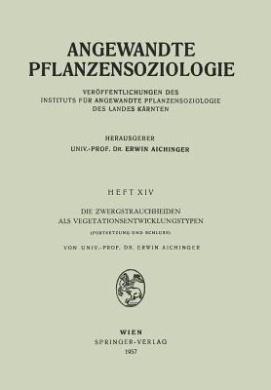 ANGEWANDTE
PFLANZENSOZIOLOGIE
VERÖFFENTLICHUNGEN DES
INSTITUTS FÜR ANGEWANDTE PFLANZENSOZIOLOGIE
DES LANDES KÄRNTEN
HERAUSGEBER
UNIV.-PROF. DR. ERWIN AICHINGER
HEFT XIV
DIE ZWERGSTRAUCHHEIDEN
ALS VEGETATIONSENTWICKLUNGSTYPEN
(FORTSETZUNG UND SCHLUSS)
VON UNIV.-PROF. DR. ERWIN AICHINGER
WIEN
SPRINGER-VERLAG
1957